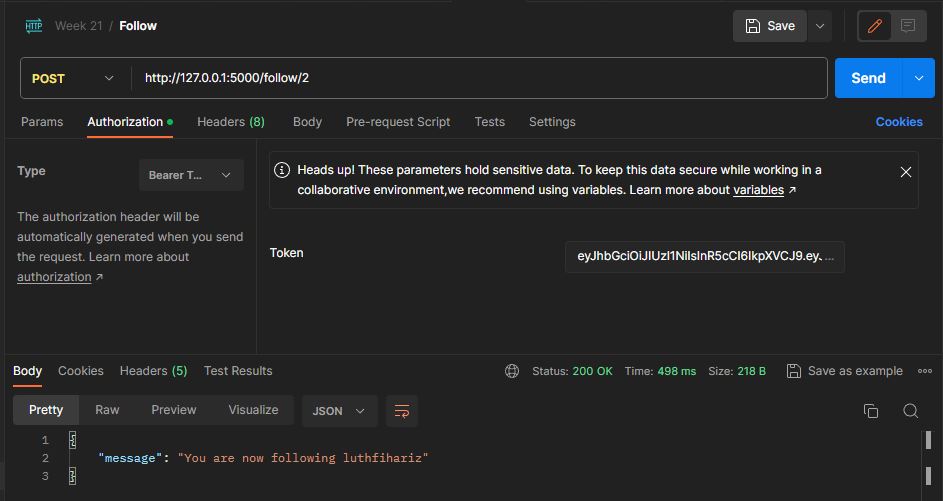 HTTP Week 21 / Follow
Save
POST http://127.0.0.1:5000/follow/2
Send
Params Authorization Headers (8) Body Pre-request Script Tests Settings
Cookies
Type Bearer T...
The authorization header will be
automatically generated when you send
the request. Learn more about
authorization ↗
Heads up! These parameters hold sensitive data. To keep this data secure while working in a
collaborative environment,we recommend using variables. Learn more about variables ↗
Token eyJhbGciOiJIUzI1NiIsInR5cCI6IkpXVCJ9.ey. ...
Body Cookies Headers (5) Test Results
Status: 200 OK Time: 498 ms Size: 218 B Save as example
Pretty Raw Preview Visualize JSON
1 {
2 "message": "You are now following luthfihariz"
3 }